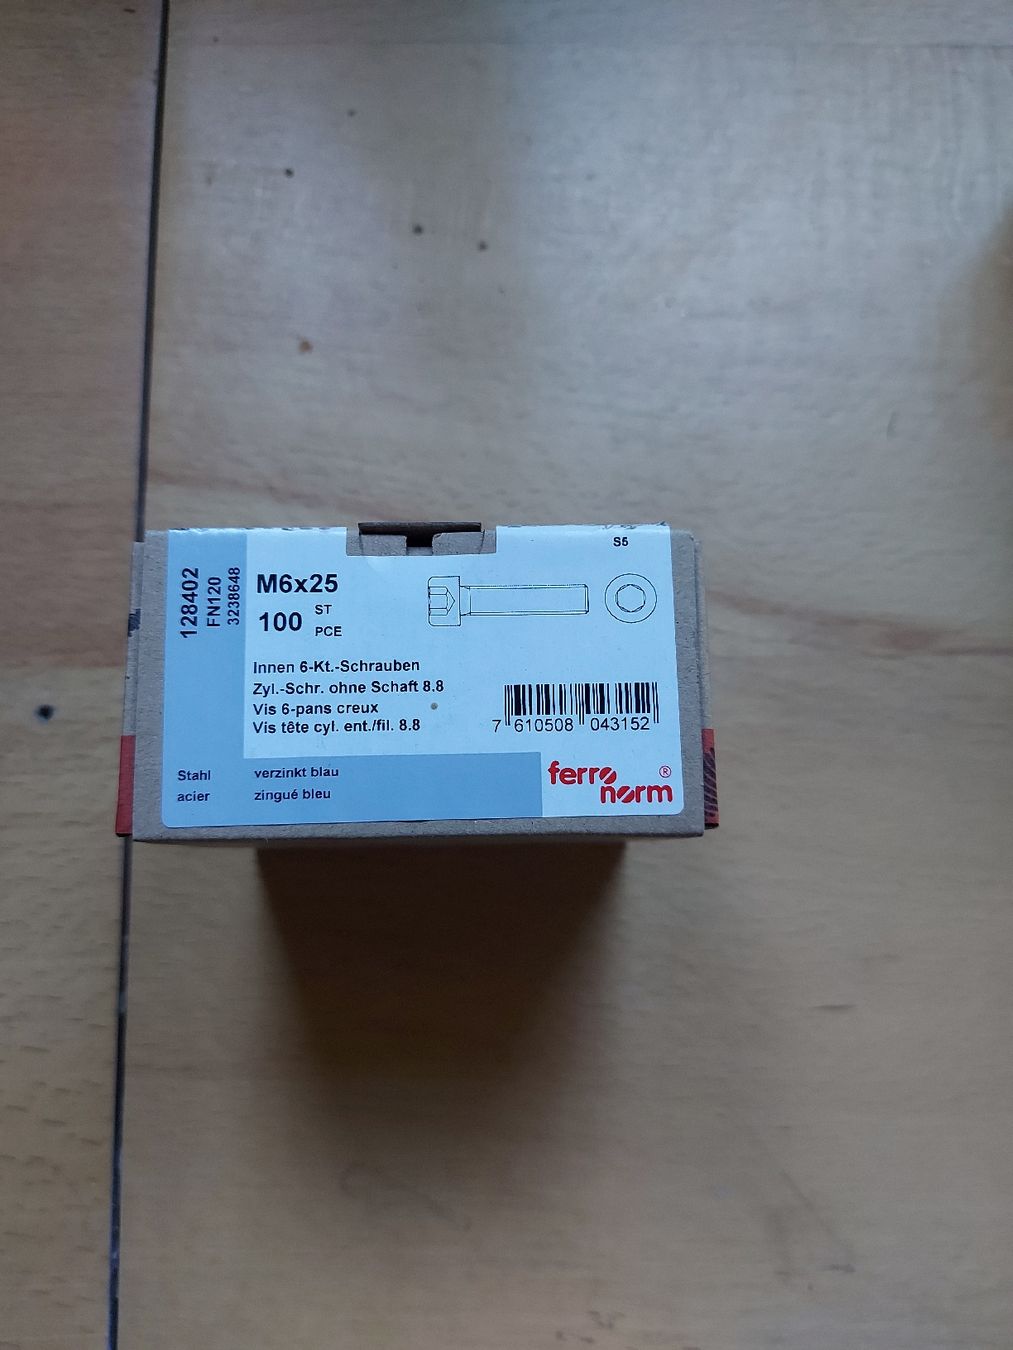 128402
FN120
3238648
M6x25
100 ST
PCE
S5
Innen 6-Kt.-Schrauben
Zyl.-Schr. ohne Schaft 8.8
Vis 6-pans creux
Vis tête cyl. ent./fil. 8.8
7 610508 043152
Stahl verzinkt blau
acier zingué bleu
ferro
norm®